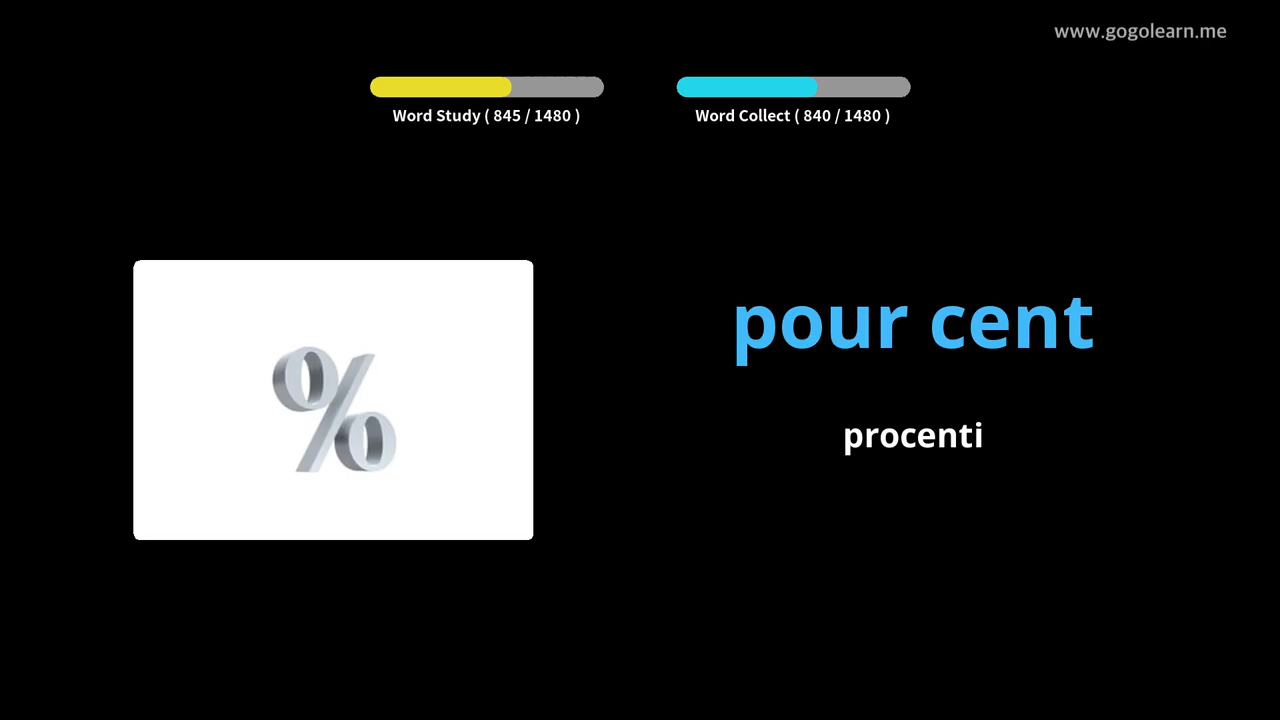 www.gogolearn.me
Word Study ( 845 / 1480 )
Word Collect ( 840 / 1480 )
%
pour cent
procenti